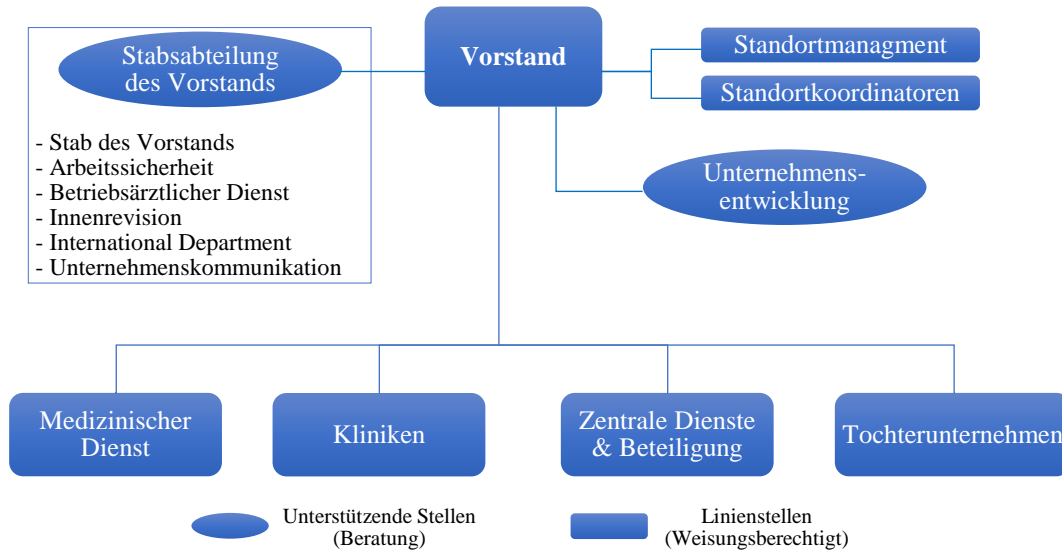 Stabsabteilung
des Vorstands
- Stab des Vorstands
- Arbeitssicherheit
- Betriebsärztlicher Dienst
- Innenrevision
- International Department
- Unternehmenskommunikation
Vorstand
Standortmanagment
Standortkoordinatoren
Unternehmens-
entwicklung
Medizinischer
Dienst
Kliniken
Zentrale Dienste
& Beteiligung
Tochterunternehmen
Unterstützende Stellen
(Beratung)
Linienstellen
(Weisungsberechtigt)